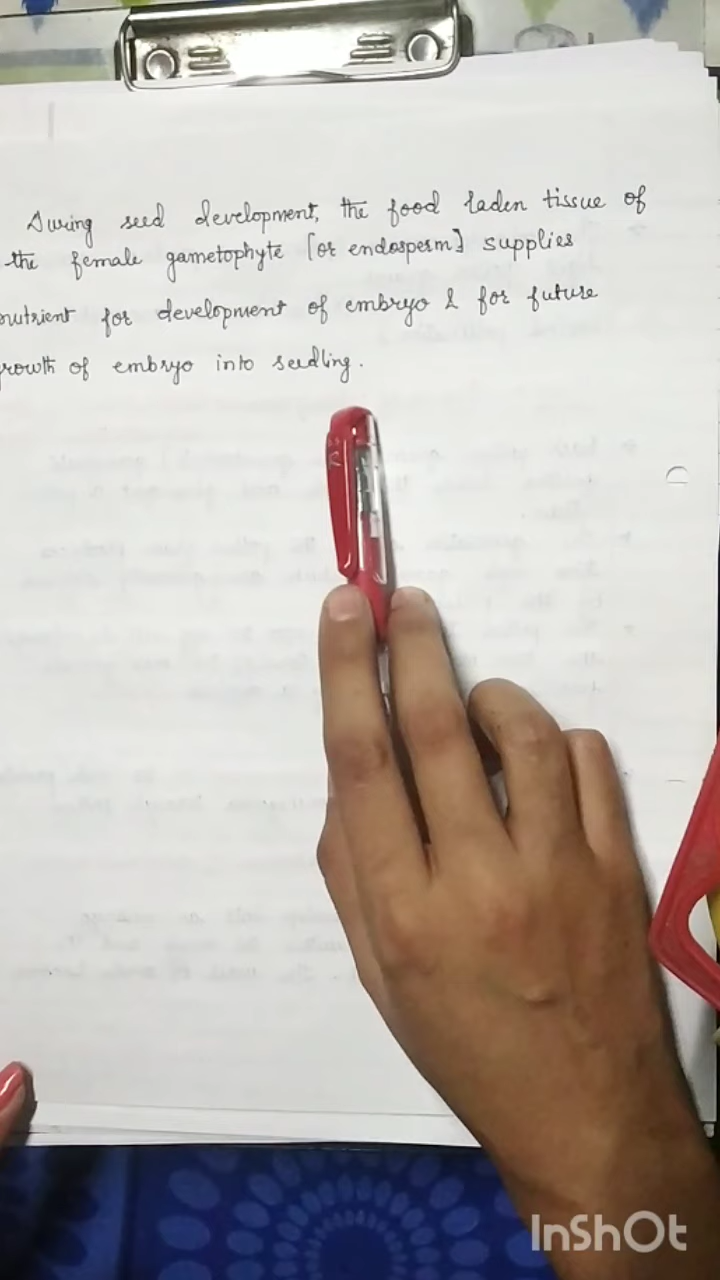 During seed development, the food laden tissue of
the female gametophyte [or endosperm] supplies
nutrient for development of embryo & for future
growth of embryo into seedling.
InShOt